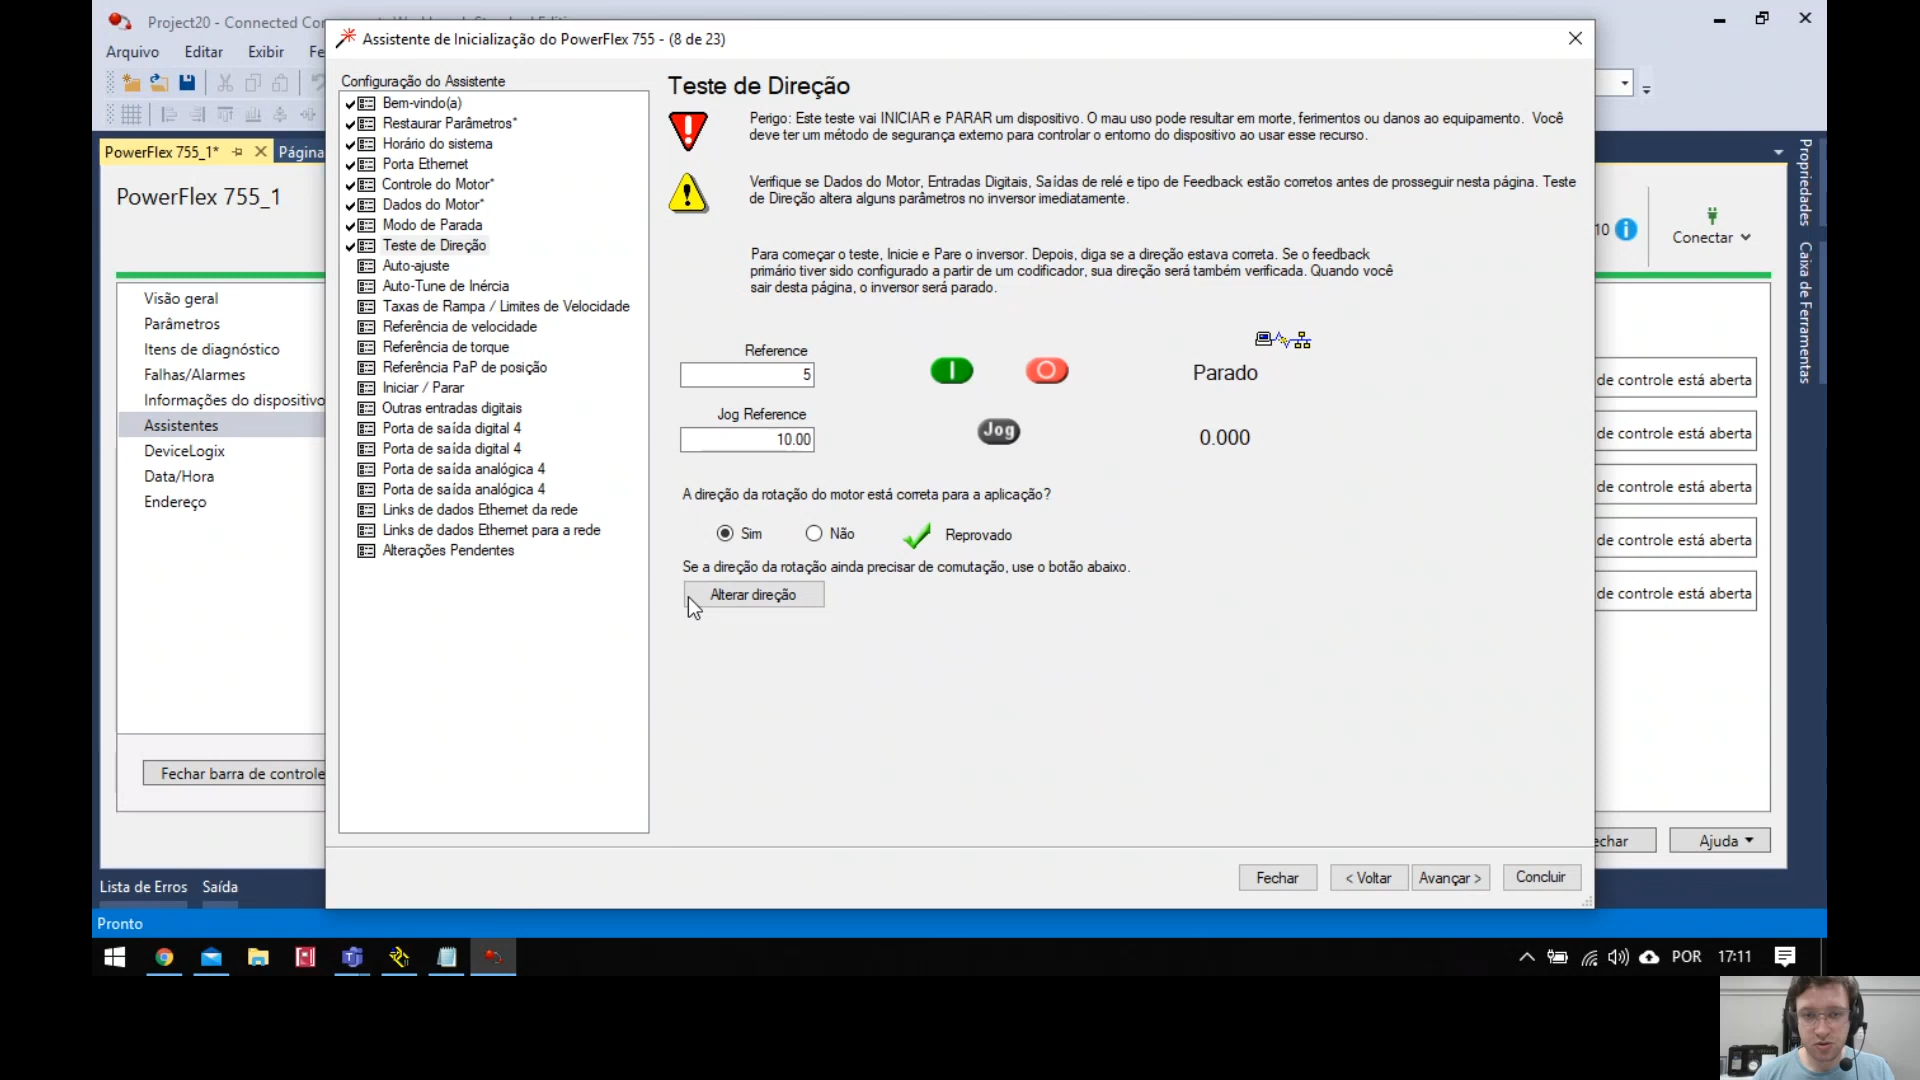 Project20 - Connected Co
Arquivo Editar Exibir Fe
PowerFlex 755_1* Página
PowerFlex 755_1
Visão geral
Parâmetros
Itens de diagnóstico
Falhas/Alarmes
Informações do dispositivo
Assistentes
DeviceLogix
Data/Hora
Endereço
Fechar barra de controle
Lista de Erros Saída
Pronto
Assistente de Inicialização do PowerFlex 755 - (8 de 23)
Configuração do Assistente
Bem-vindo(a)
Restaurar Parâmetros*
Horário do sistema
Porta Ethernet
Controle do Motor*
Dados do Motor*
Modo de Parada
Teste de Direção
Auto-ajuste
Auto-Tune de Inércia
Taxas de Rampa / Limites de Velocidade
Referência de velocidade
Referência de torque
Referência PaP de posição
Iniciar / Parar
Outras entradas digitais
Porta de saída digital 4
Porta de saída digital 4
Porta de saída analógica 4
Porta de saída analógica 4
Links de dados Ethernet da rede
Links de dados Ethernet para a rede
Alterações Pendentes
Teste de Direção
Perigo: Este teste vai INICIAR e PARAR um dispositivo. O mau uso pode resultar em morte, ferimentos ou danos ao equipamento. Você
deve ter um método de segurança externo para controlar o entorno do dispositivo ao usar esse recurso.
Verifique se Dados do Motor, Entradas Digitais, Saídas de relé e tipo de Feedback estão corretos antes de prosseguir nesta página. Teste
de Direção altera alguns parâmetros no inversor imediatamente.
Para começar o teste, Inicie e Pare o inversor. Depois, diga se a direção estava correta. Se o feedback
primário tiver sido configurado a partir de um codificador, sua direção será também verificada. Quando você
sair desta página, o inversor será parado.
Reference
5
Parado
Jog Reference
10.00
Jog
0.000
A direção da rotação do motor está correta para a aplicação?
Sim Não Reprovado
Se a direção da rotação ainda precisar de comutação, use o botão abaixo.
Alterar direção
Fechar < Voltar Avançar > Concluir
10
Conectar
de controle está aberta
de controle está aberta
de controle está aberta
de controle está aberta
de controle está aberta
echar Ajuda
Propriedades
Caixa de Ferramentas
POR 17:11